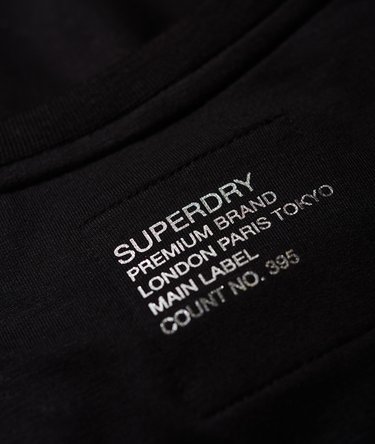 SUPERDRY
PREMIUM BRAND
LONDON PARIS TOKYO
MAIN LABEL
COUNT NO. 395